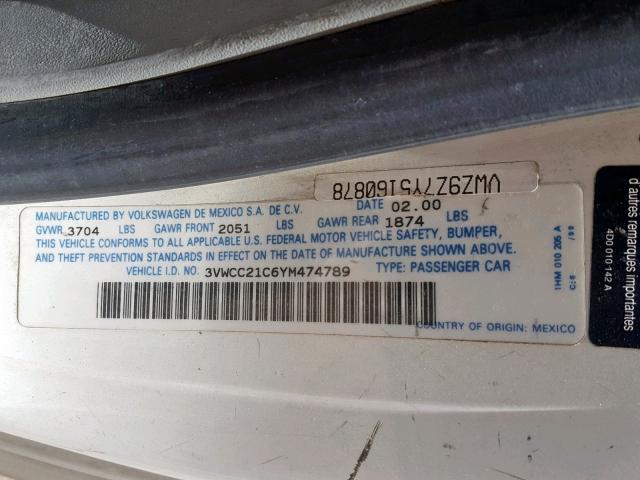 VWZ9Z7Y5160878
MANUFACTURED BY VOLKSWAGEN DE MEXICO S.A. DE C.V. DATE 02.00
GVWR 3704 LBS GAWR FRONT 2051 LBS GAWR REAR 1874 LBS
THIS VEHICLE CONFORMS TO ALL APPLICABLE U.S. FEDERAL MOTOR VEHICLE SAFETY, BUMPER,
AND THEFT PREVENTION STANDARDS IN EFFECT ON THE DATE OF MANUFACTURE SHOWN ABOVE.
VEHICLE I.D. NO. 3VWCC21C6YM474789 TYPE: PASSENGER CAR
COUNTRY OF ORIGIN: MEXICO
1HM 010 205 A
C:5 /99
4D0 010 142 A
d'autres remarques importantes